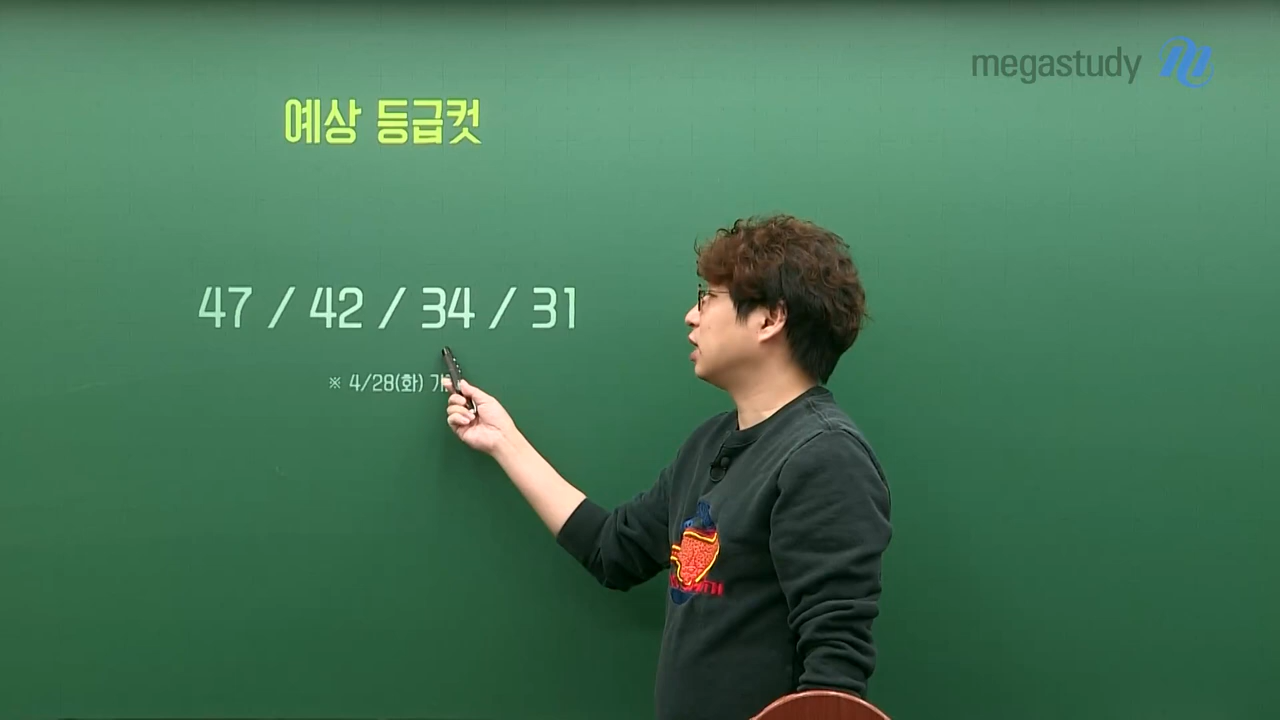 megastudy
예상 등급컷
47 / 42 / 34 / 31
※ 4/28(화)